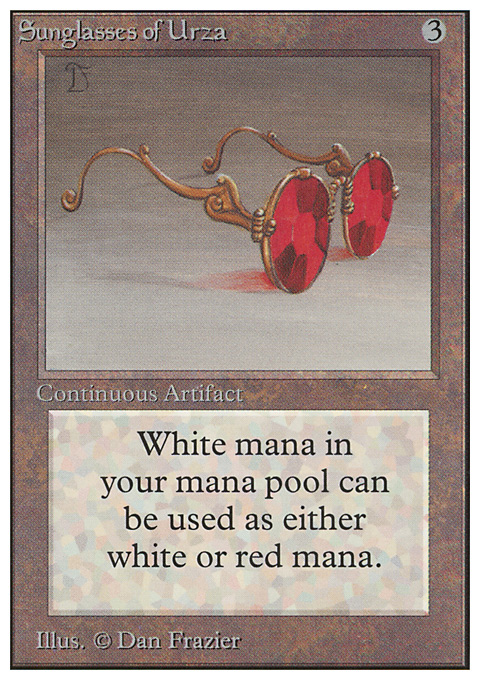 Sunglasses of Urza 3
Continuous Artifact
White mana in
your mana pool can
be used as either
white or red mana.
Illus. © Dan Frazier